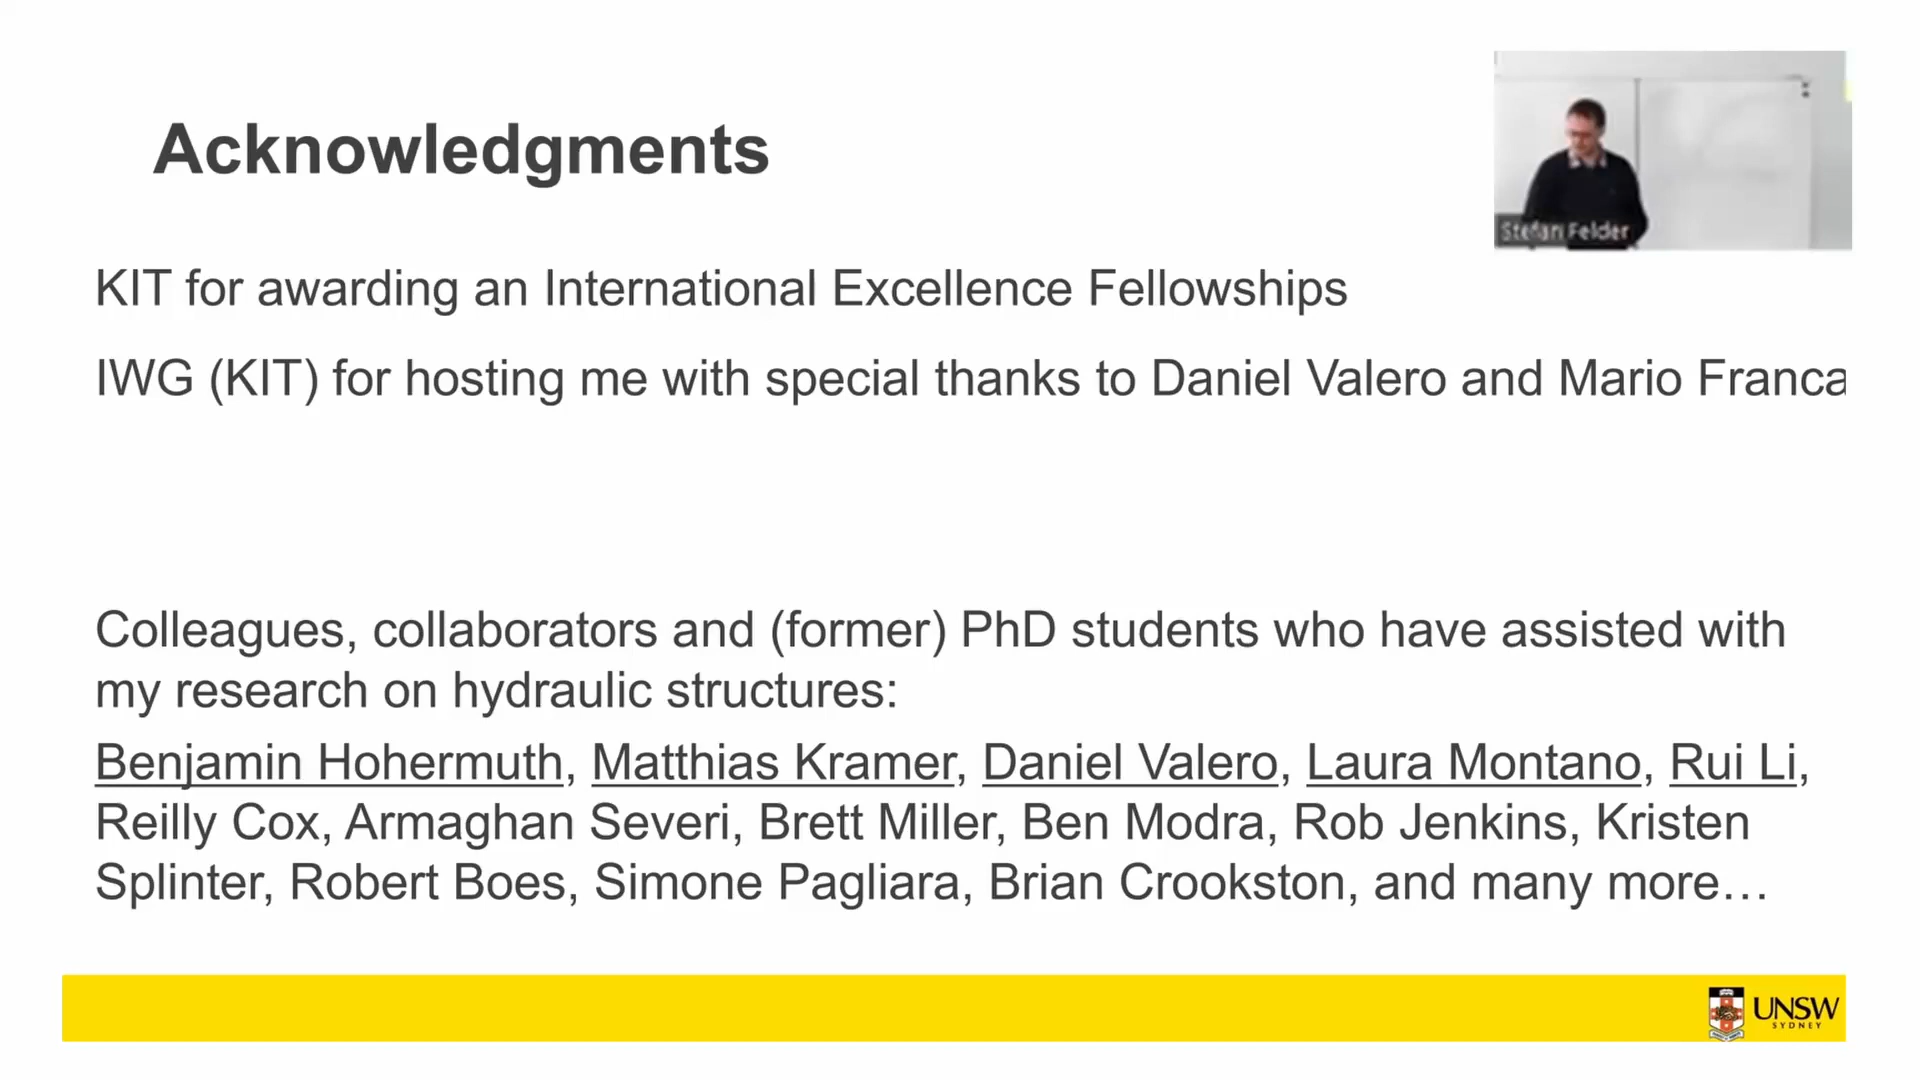 Acknowledgments
Stefan Felder
KIT for awarding an International Excellence Fellowships
IWG (KIT) for hosting me with special thanks to Daniel Valero and Mario Franca
Colleagues, collaborators and (former) PhD students who have assisted with
my research on hydraulic structures:
Benjamin Hohermuth, Matthias Kramer, Daniel Valero, Laura Montano, Rui Li,
Reilly Cox, Armaghan Severi, Brett Miller, Ben Modra, Rob Jenkins, Kristen
Splinter, Robert Boes, Simone Pagliara, Brian Crookston, and many more…
UNSW
SYDNEY